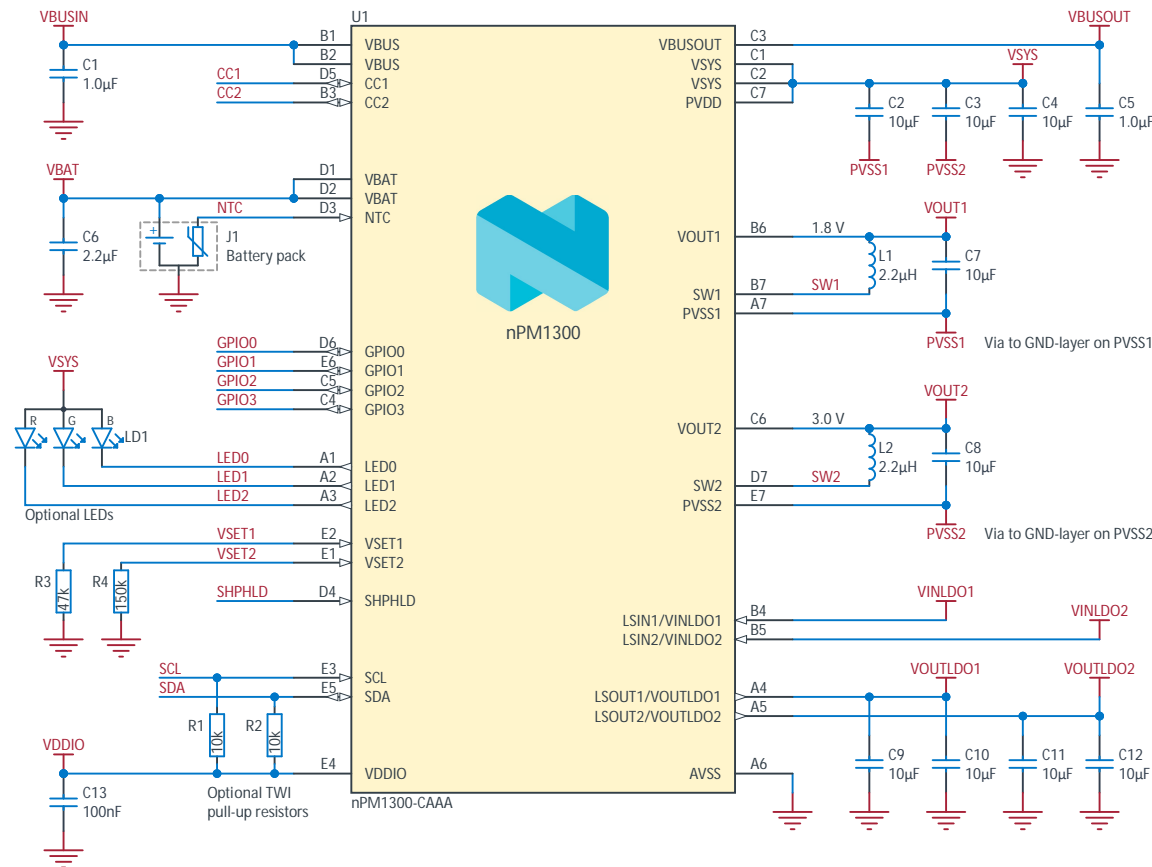 VBUSIN
U1
VBUSOUT
B1
VBUS
B2
VBUS
C1
1.0µF
CC1
D5
CC1
CC2
B3
CC2
VBUSOUT
C3
VSYS
C1
VSYS
C2
PVDD
C7
VSYS
C2
10µF
C3
10µF
C4
10µF
C5
1.0µF
PVSS1
PVSS2
VBAT
D1
VBAT
D2
VBAT
NTC
D3
NTC
C6
2.2µF
+
J1
Battery pack
nPM1300
VOUT1
VOUT1
B6
1.8 V
L1
2.2µH
C7
10µF
SW1
B7
SW1
PVSS1
A7
PVSS1
Via to GND-layer on PVSS1
GPIO0
D6
GPIO0
GPIO1
E6
GPIO1
GPIO2
C5
GPIO2
GPIO3
C4
GPIO3
VSYS
R
G
B
LD1
LED0
A1
LED0
LED1
A2
LED1
LED2
A3
LED2
Optional LEDs
VOUT2
VOUT2
C6
3.0 V
L2
2.2µH
C8
10µF
SW2
D7
SW2
PVSS2
E7
PVSS2
Via to GND-layer on PVSS2
VSET1
E2
VSET1
VSET2
E1
VSET2
R3
47k
R4
150k
SHPHLD
D4
SHPHLD
VINLDO1
VINLDO2
LSIN1/VINLDO1
B4
LSIN2/VINLDO2
B5
SCL
E3
SCL
SDA
E5
SDA
R1
10k
R2
10k
VOUTLDO1
VOUTLDO2
LSOUT1/VOUTLDO1
A4
LSOUT2/VOUTLDO2
A5
C9
10µF
C10
10µF
C11
10µF
C12
10µF
VDDIO
E4
VDDIO
AVSS
A6
C13
100nF
Optional TWI
pull-up resistors
nPM1300-CAAA